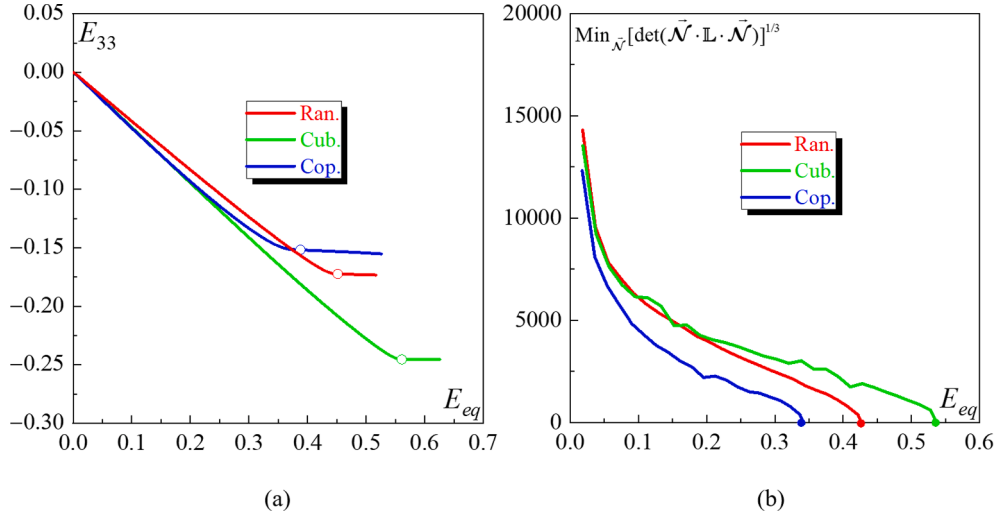 0.05
E33
0.00
−0.05
−0.10
−0.15
−0.20
−0.25
−0.30
Ran.
Cub.
Cop.
Eeq
0.0 0.1 0.2 0.3 0.4 0.5 0.6 0.7
(a)
20000
Min𝒩⃗[det(𝒩⃗·𝕃·𝒩⃗)]1/3
15000
10000
5000
0
Ran.
Cub.
Cop.
Eeq
0.0 0.1 0.2 0.3 0.4 0.5 0.6
(b)